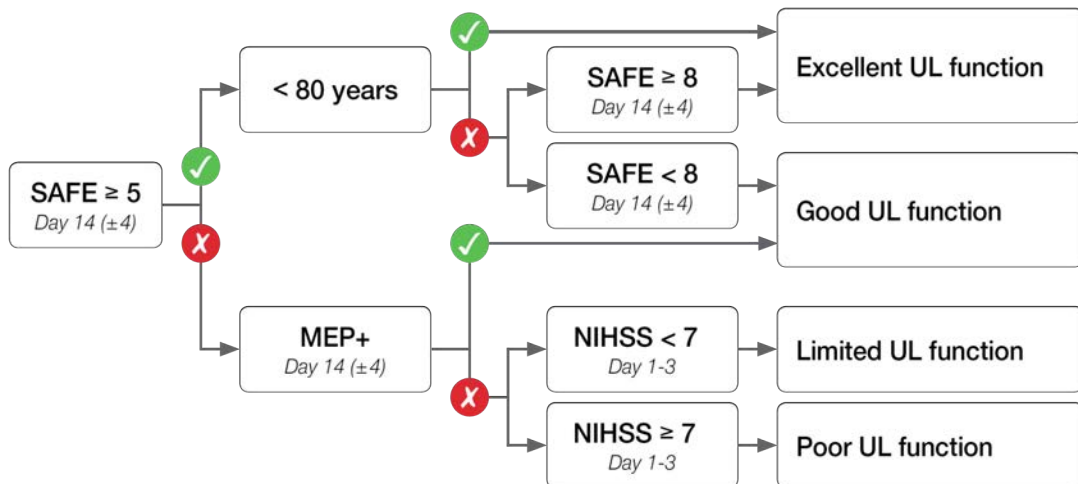 SAFE ≥ 5
Day 14 (±4)
< 80 years
SAFE ≥ 8
Day 14 (±4)
SAFE < 8
Day 14 (±4)
Excellent UL function
Good UL function
MEP+
Day 14 (±4)
NIHSS < 7
Day 1-3
NIHSS ≥ 7
Day 1-3
Limited UL function
Poor UL function